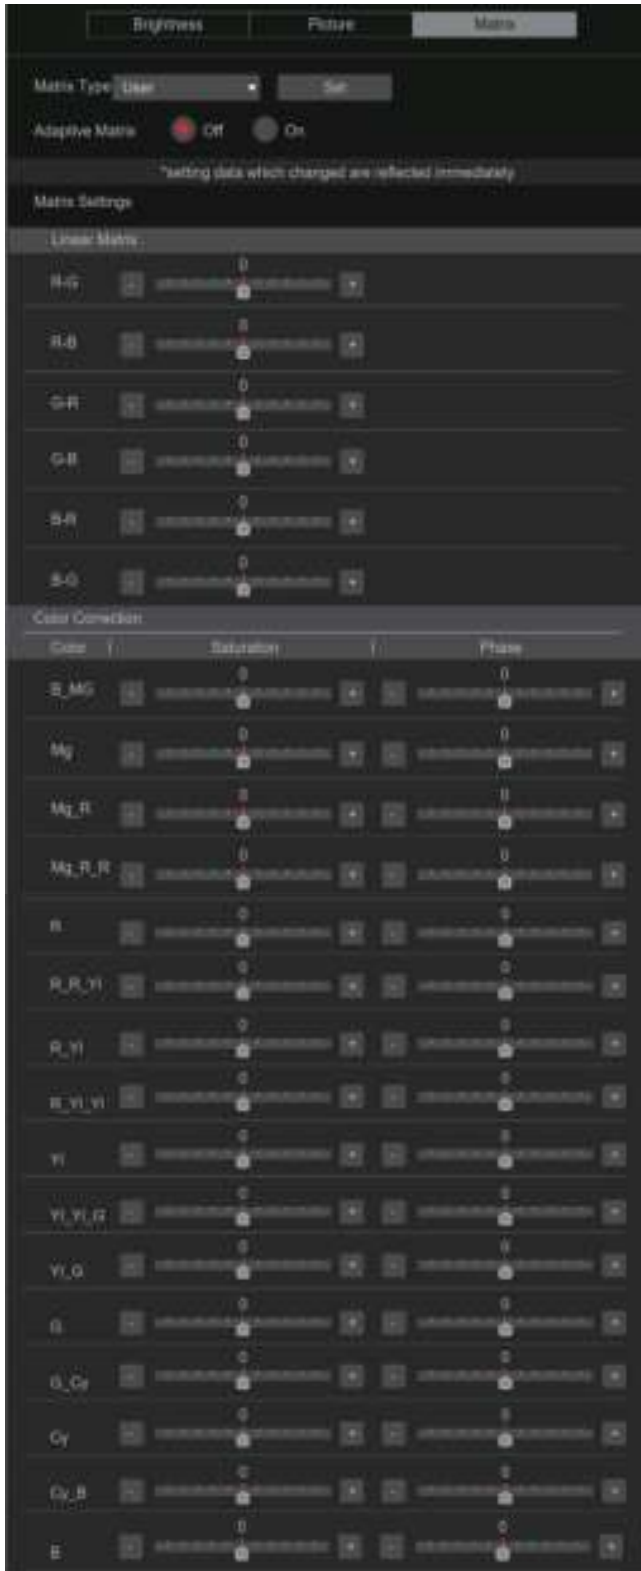 Brightness Picture Matrix
Matrix Type User Set
Adaptive Matrix Off On
*setting data which changed are reflected immediately
Matrix Settings
Linear Matrix
0
R-G - +
0
R-B - +
0
G-R - +
0
G-B - +
0
B-R - +
0
B-G - +
Color Correction
Color | Saturation | Phase
0 0
B_MG - + - +
0 0
Mg - + - +
0 0
Mg_R - + - +
0 0
Mg_R_R - + - +
0 0
R - + - +
0 0
R_R_Yl - + - +
0 0
R_Yl - + - +
0 0
R_Yl_Yl - + - +
0 0
Yl - + - +
0 0
Yl_Yl_G - + - +
0 0
Yl_G - + - +
0 0
G - + - +
0 0
G_Cy - + - +
0 0
Cy - + - +
0 0
Cy_B - + - +
0 0
B - + - +